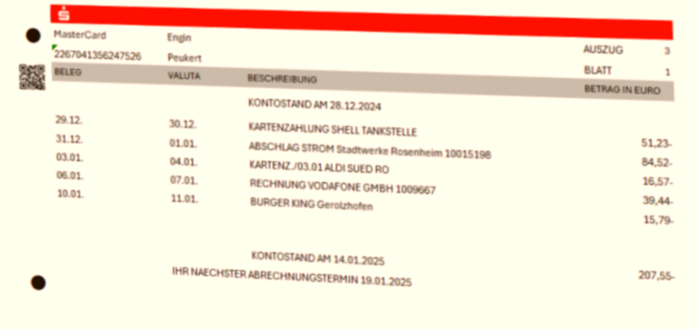 MasterCard Engin AUSZUG 3
2267041356247526 Peukert BLATT 1
BELEG VALUTA BESCHREIBUNG BETRAG IN EURO
KONTOSTAND AM 28.12.2024
29.12. 30.12. KARTENZAHLUNG SHELL TANKSTELLE 51,23-
31.12. 01.01. ABSCHLAG STROM Stadtwerke Rosenheim 10015198 84,52-
03.01. 04.01. KARTENZ./03.01 ALDI SUED RO 16,57-
06.01. 07.01. RECHNUNG VODAFONE GMBH 1009667 39,44-
10.01. 11.01. BURGER KING Gerolzhofen 15,79-
KONTOSTAND AM 14.01.2025 207,55-
IHR NAECHSTER ABRECHNUNGSTERMIN 19.01.2025